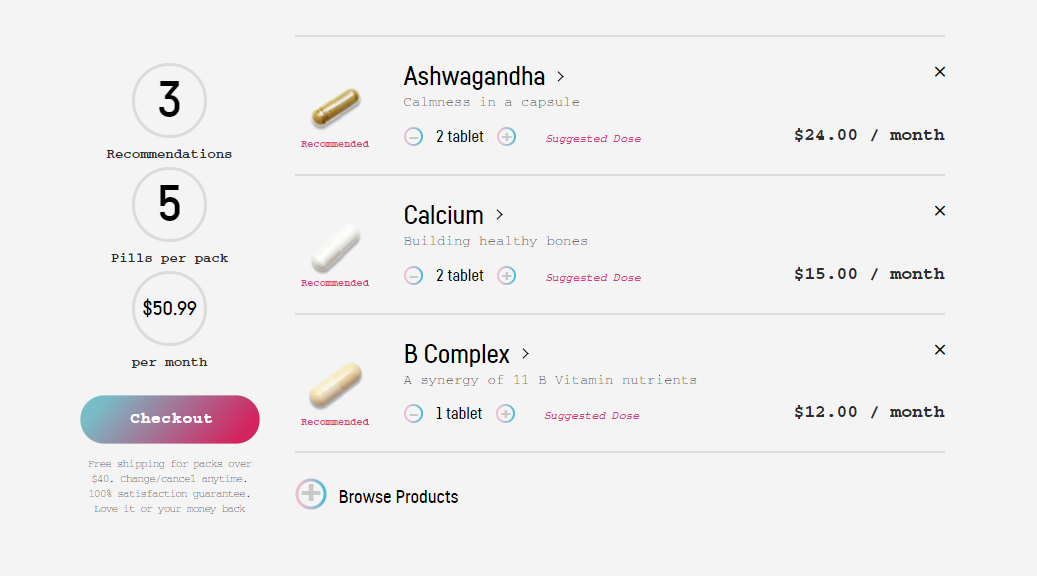 3
Recommendations
5
Pills per pack
$50.99
per month
Checkout
Free shipping for packs over
$40. Change/cancel anytime.
100% satisfaction guarantee.
Love it or your money back
Ashwagandha
Calmness in a capsule
2 tablet Suggested Dose
$24.00 / month
Recommended
Calcium
Building healthy bones
2 tablet Suggested Dose
$15.00 / month
Recommended
B Complex
A synergy of 11 B Vitamin nutrients
1 tablet Suggested Dose
$12.00 / month
Recommended
Browse Products